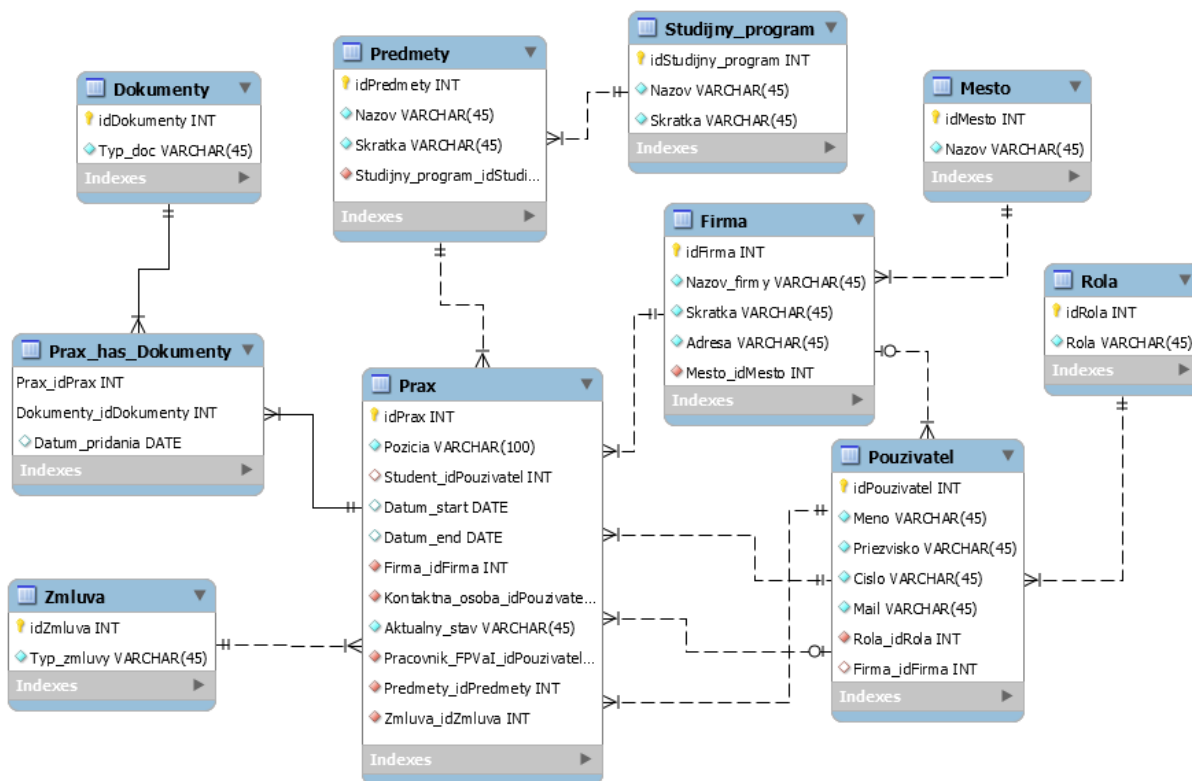 Dokumenty
idDokumenty INT
Typ_doc VARCHAR(45)
Indexes
Predmety
idPredmety INT
Nazov VARCHAR(45)
Skratka VARCHAR(45)
Studijny_program_idStudi...
Indexes
Studijny_program
idStudijny_program INT
Nazov VARCHAR(45)
Skratka VARCHAR(45)
Indexes
Mesto
idMesto INT
Nazov VARCHAR(45)
Indexes
Firma
idFirma INT
Nazov_firmy VARCHAR(45)
Skratka VARCHAR(45)
Adresa VARCHAR(45)
Mesto_idMesto INT
Indexes
Rola
idRola INT
Rola VARCHAR(45)
Indexes
Prax_has_Dokumenty
Prax_idPrax INT
Dokumenty_idDokumenty INT
Datum_pridania DATE
Indexes
Prax
idPrax INT
Pozicia VARCHAR(100)
Student_idPouzivatel INT
Datum_start DATE
Datum_end DATE
Firma_idFirma INT
Kontaktna_osoba_idPouzivate...
Aktualny_stav VARCHAR(45)
Pracovnik_FPVaI_idPouzivatel...
Predmety_idPredmety INT
Zmluva_idZmluva INT
Indexes
Pouzivatel
idPouzivatel INT
Meno VARCHAR(45)
Priezvisko VARCHAR(45)
Cislo VARCHAR(45)
Mail VARCHAR(45)
Rola_idRola INT
Firma_idFirma INT
Indexes
Zmluva
idZmluva INT
Typ_zmluvy VARCHAR(45)
Indexes